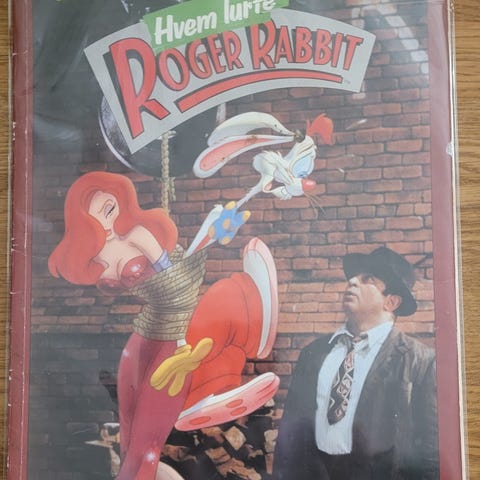 Hvem lurte
ROGER RABBIT